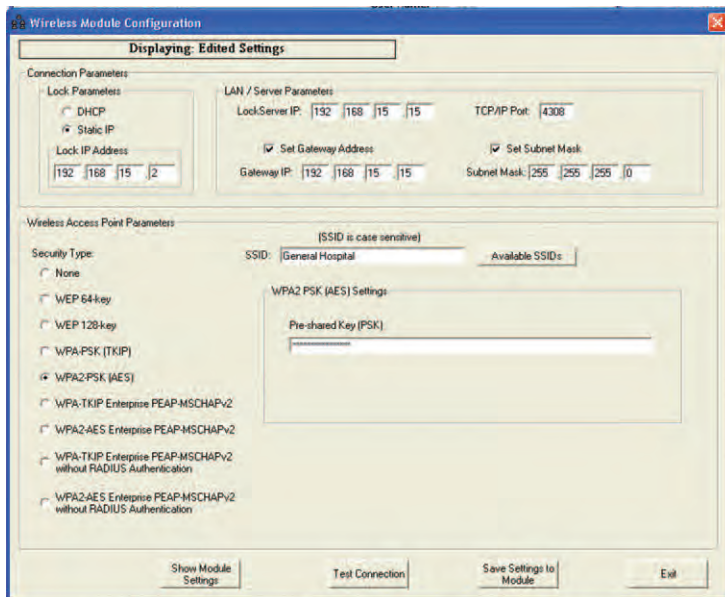 Wireless Module Configuration
Displaying: Edited Settings
Connection Parameters
Lock Parameters
DHCP
Static IP
Lock IP Address
192 .168 .15 .2
LAN / Server Parameters
LockServer IP: 192 .168 .15 .15
TCP/IP Port: 4308
Set Gateway Address
Set Subnet Mask
Gateway IP: 192 .168 .15 .15
Subnet Mask: 255 .255 .255 .0
Wireless Access Point Parameters
(SSID is case sensitive)
Security Type:
SSID: General Hospital
Available SSIDs
None
WEP 64-key
WEP 128-key
WPA-PSK (TKIP)
WPA2-PSK (AES)
WPA-TKIP Enterprise PEAP-MSCHAPv2
WPA2-AES Enterprise PEAP-MSCHAPv2
WPA-TKIP Enterprise PEAP-MSCHAPv2
without RADIUS Authentication
WPA2-AES Enterprise PEAP-MSCHAPv2
without RADIUS Authentication
WPA2 PSK (AES) Settings
Pre-shared Key (PSK)
Show Module
Settings
Test Connection
Save Settings to
Module
Exit